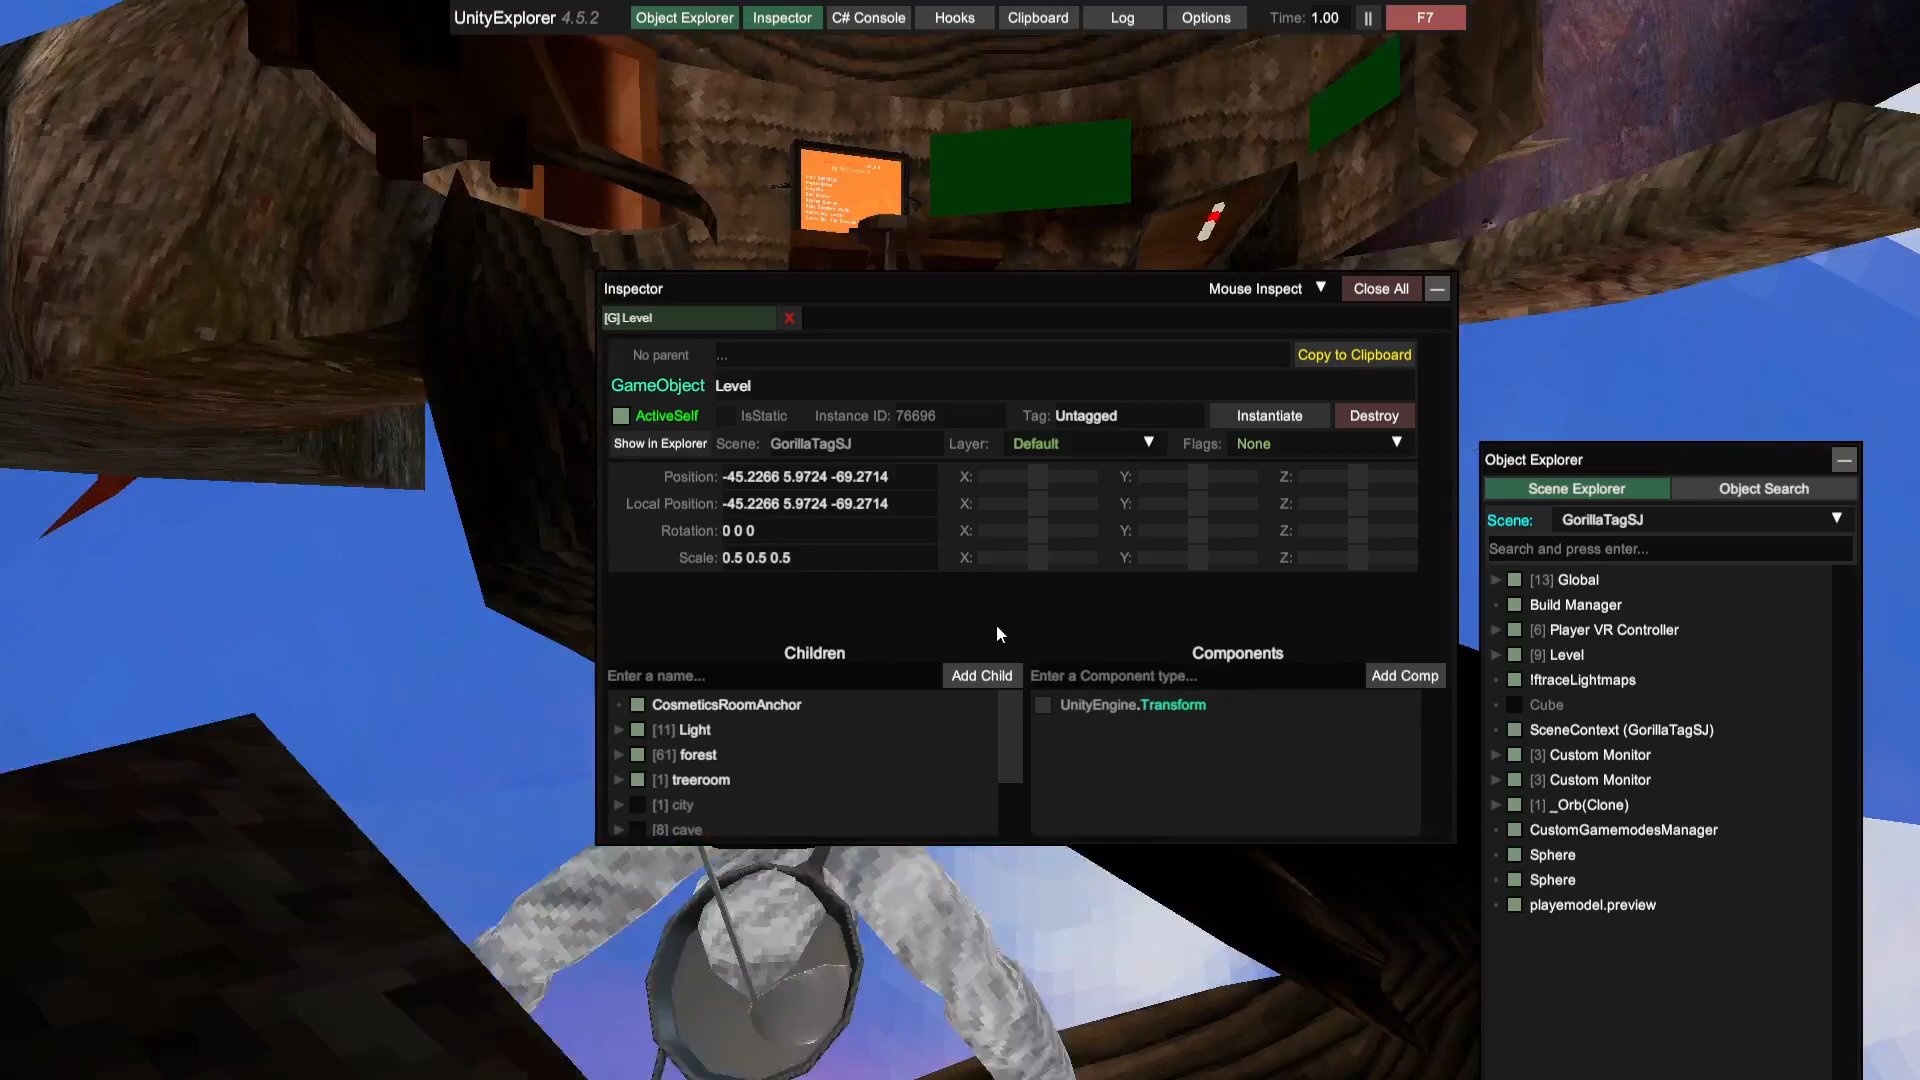 UnityExplorer 4.5.2 Object Explorer Inspector C# Console Hooks Clipboard Log Options Time: 1.00 || F7
Inspector Mouse Inspect ▼ Close All —
[G] Level X
No parent ... Copy to Clipboard
GameObject Level
ActiveSelf IsStatic Instance ID: 76696 Tag: Untagged Instantiate Destroy
Show in Explorer Scene: GorillaTagSJ Layer: Default ▼ Flags: None ▼
Position: -45.2266 5.9724 -69.2714 X: Y: Z:
Local Position: -45.2266 5.9724 -69.2714 X: Y: Z:
Rotation: 0 0 0 X: Y: Z:
Scale: 0.5 0.5 0.5 X: Y: Z:
Children
Enter a name... Add Child
CosmeticsRoomAnchor
[11] Light
[61] forest
[1] treeroom
[1] city
[8] cave
Components
Enter a Component type... Add Comp
UnityEngine.Transform
Object Explorer —
Scene Explorer Object Search
Scene: GorillaTagSJ ▼
Search and press enter...
[13] Global
Build Manager
[6] Player VR Controller
[9] Level
!ftraceLightmaps
Cube
SceneContext (GorillaTagSJ)
[3] Custom Monitor
[3] Custom Monitor
[1] _Orb(Clone)
CustomGamemodesManager
Sphere
Sphere
playemodel.preview